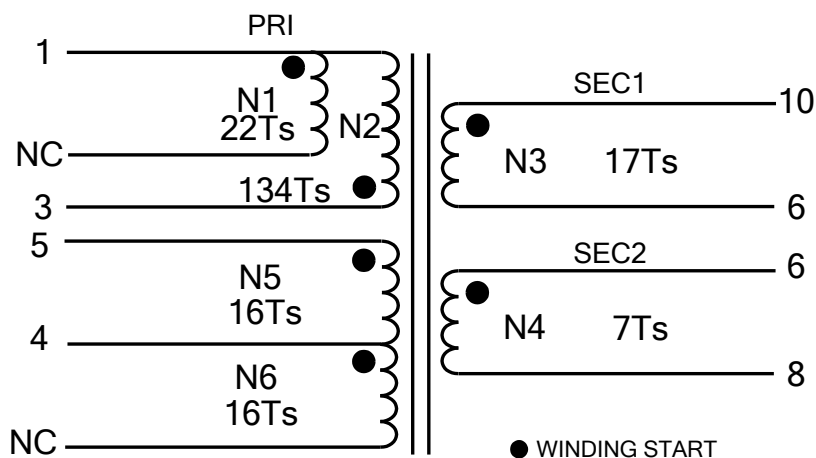 PRI
1
N1
22Ts
N2
NC
134Ts
3
5
N5
16Ts
4
N6
16Ts
NC
SEC1
10
N3 17Ts
6
SEC2
6
N4 7Ts
8
WINDING START